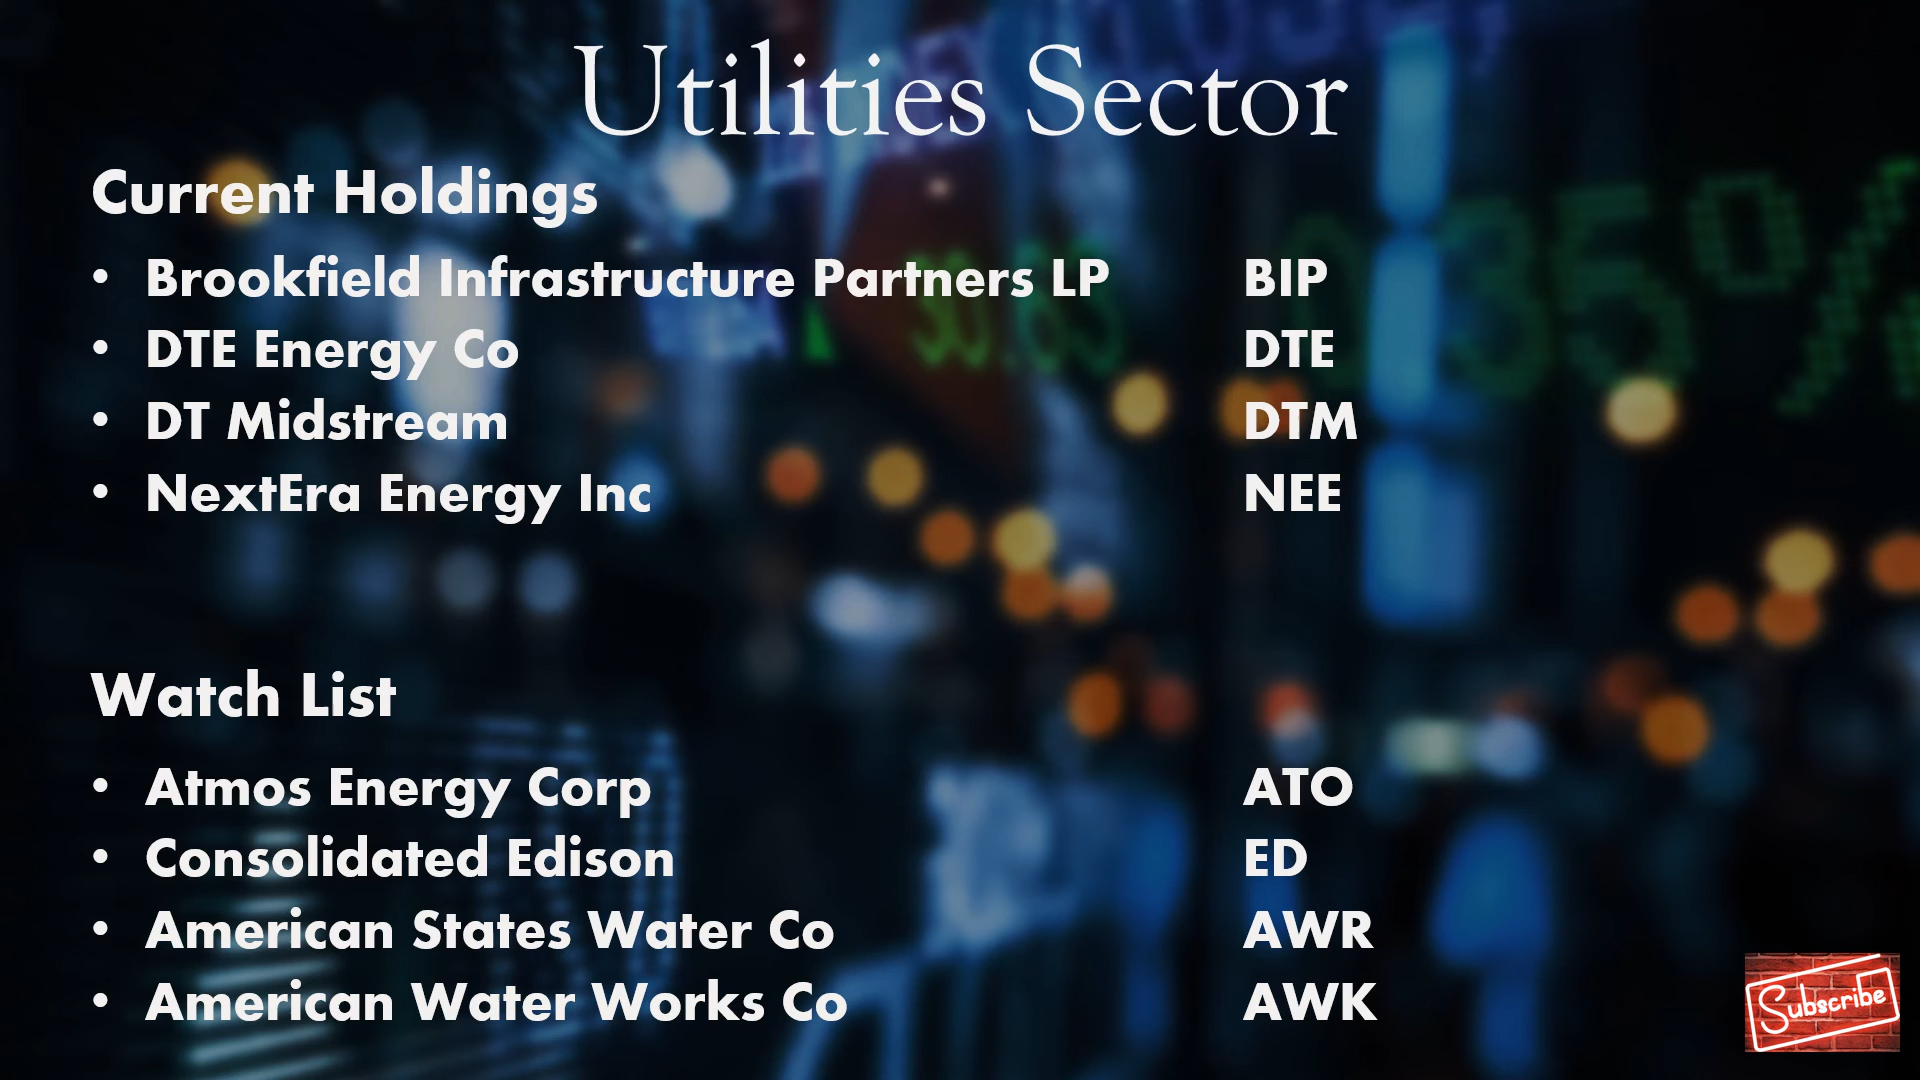 Utilities Sector
Current Holdings
• Brookfield Infrastructure Partners LP BIP
• DTE Energy Co DTE
• DT Midstream DTM
• NextEra Energy Inc NEE
Watch List
• Atmos Energy Corp ATO
• Consolidated Edison ED
• American States Water Co AWR
• American Water Works Co AWK
Subscribe